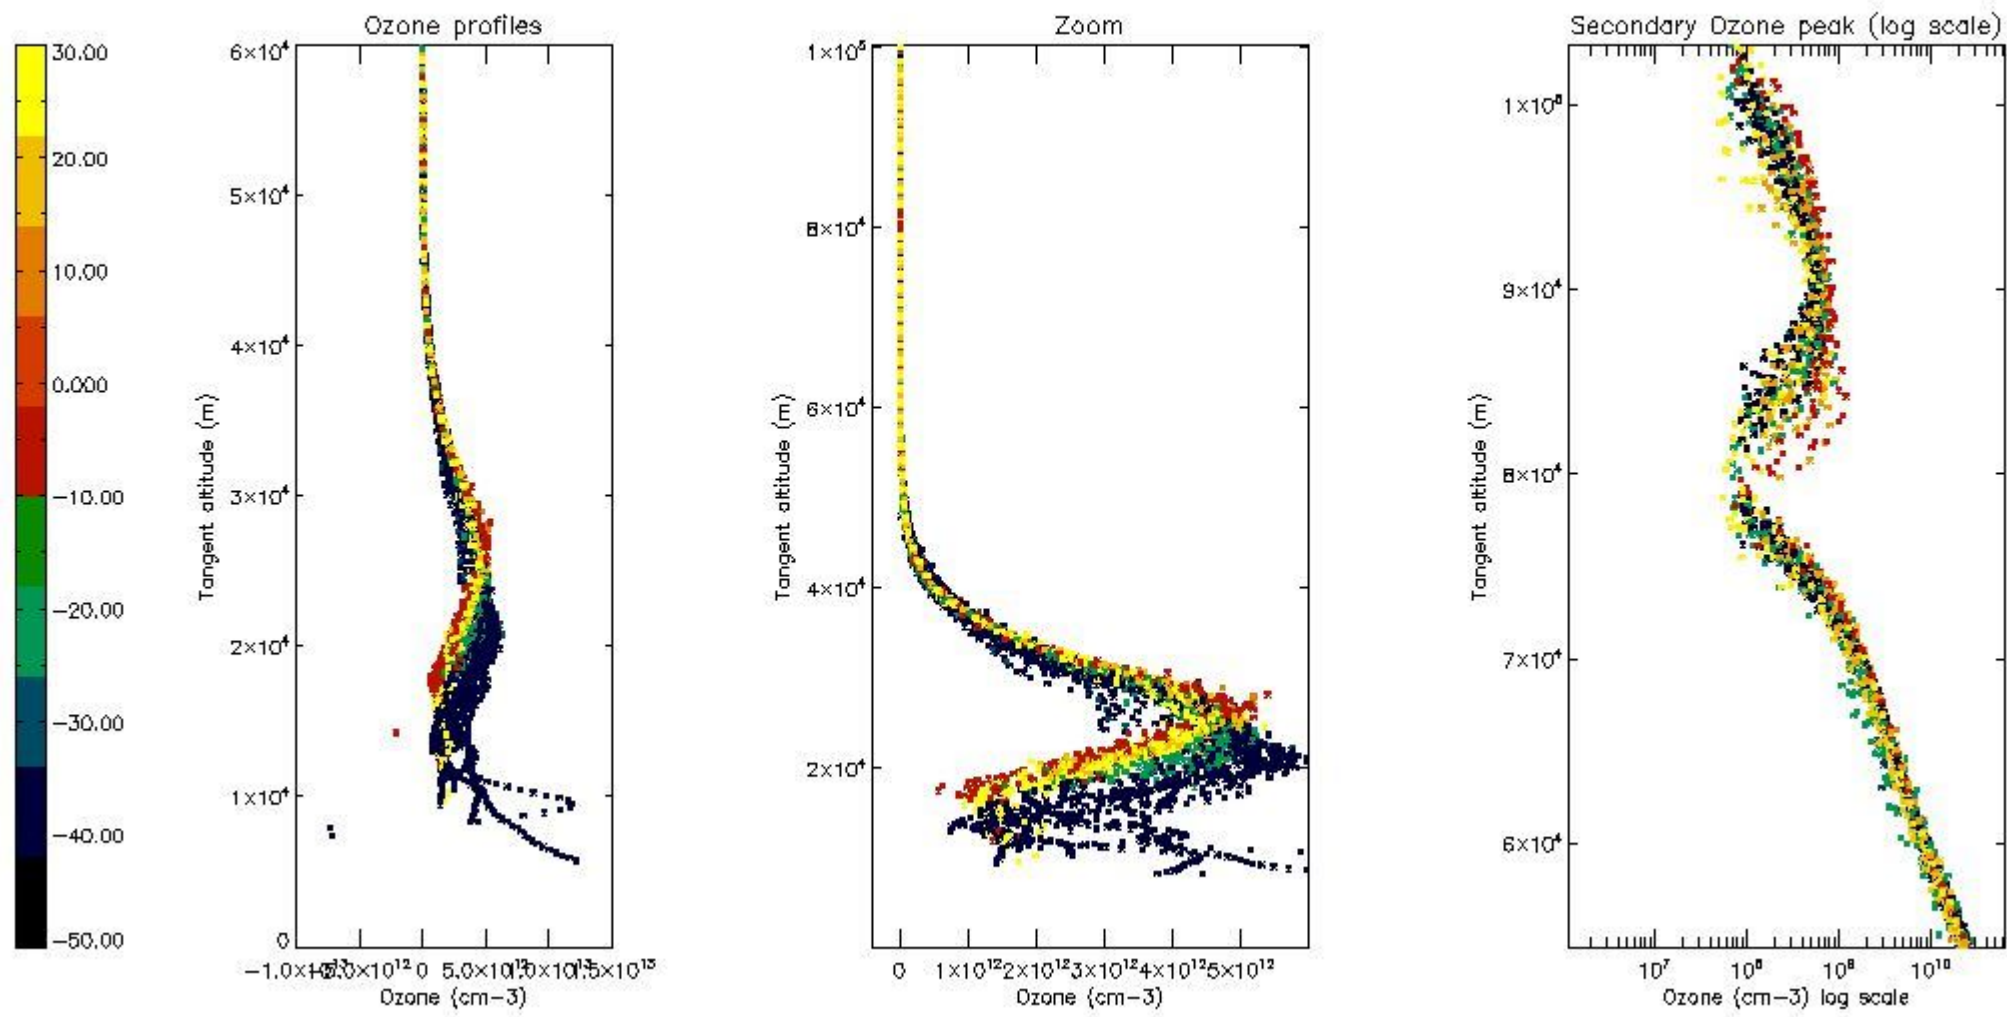 Ozone profiles
Zoom
Secondary Ozone peak (log scale)
30.00
20.00
10.00
0.000
−10.00
−20.00
−30.00
−40.00
−50.00
6×10⁴
5×10⁴
4×10⁴
3×10⁴
2×10⁴
1×10⁴
0
Tangent altitude (m)
0
5.0×10¹²
1.5×10¹³
Ozone (cm−3)
1×10⁵
8×10⁴
6×10⁴
4×10⁴
2×10⁴
Tangent altitude (m)
0 1×10¹² 2×10¹² 3×10¹² 4×10¹² 5×10¹²
Ozone (cm−3)
1×10⁵
9×10⁴
8×10⁴
7×10⁴
6×10⁴
Tangent altitude (m)
10⁷ 10⁸ 10⁹ 10¹⁰
Ozone (cm−3) log scale